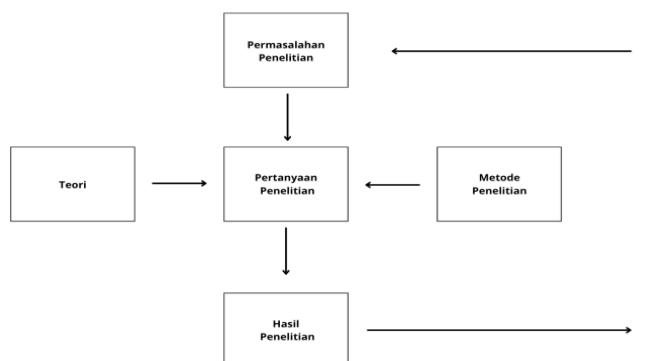 Permasalahan
Penelitian
Teori
Pertanyaan
Penelitian
Metode
Penelitian
Hasil
Penelitian